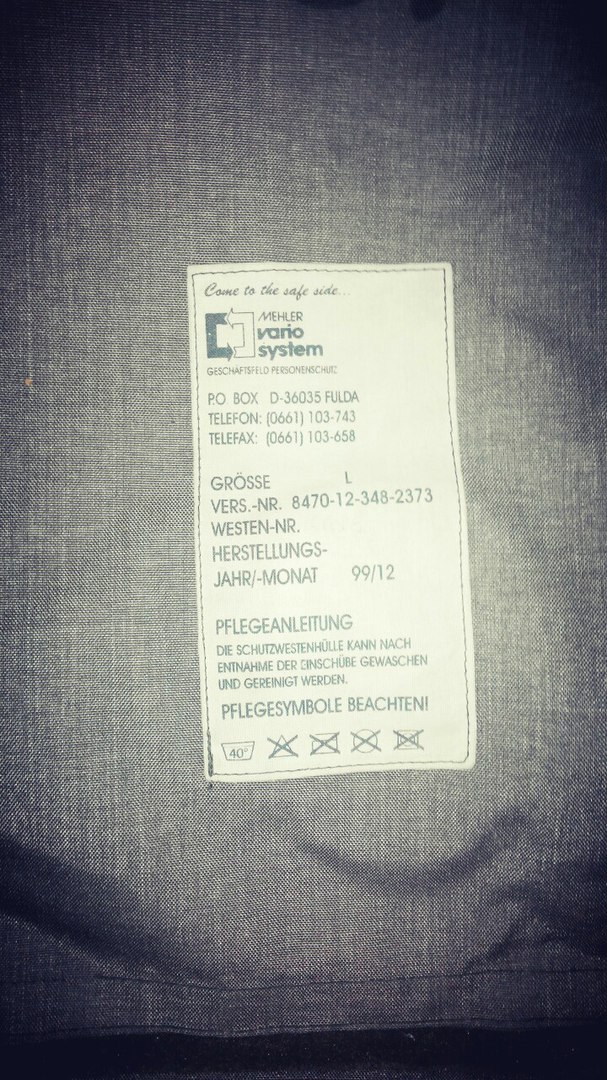 Come to the safe side...
MEHLER
vario
system
GESCHÄFTSFELD PERSONENSCHUTZ
P.O. BOX D-36035 FULDA
TELEFON: (0661) 103-743
TELEFAX: (0661) 103-658
GRÖSSE L
VERS.-NR. 8470-12-348-2373
WESTEN-NR.
HERSTELLUNGS-
JAHR/-MONAT 99/12
PFLEGEANLEITUNG
DIE SCHUTZWESTENHÜLLE KANN NACH
ENTNAHME DER EINSCHÜBE GEWASCHEN
UND GEREINIGT WERDEN.
PFLEGESYMBOLE BEACHTEN!
40°